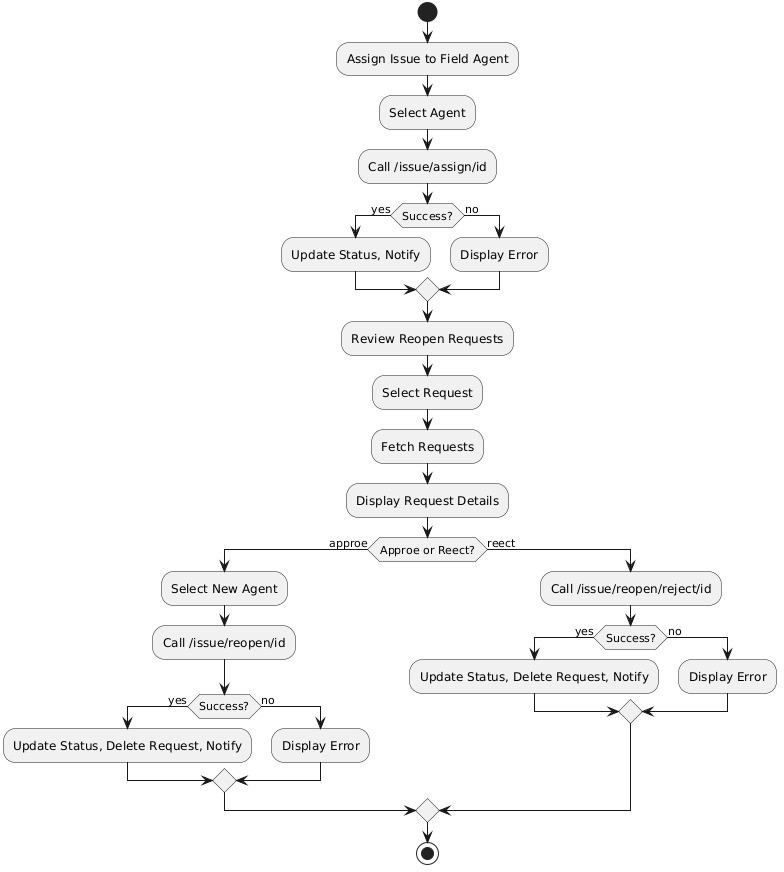 Assign Issue to Field Agent
Select Agent
Call /issue/assign/id
yes
Success?
no
Update Status, Notify
Display Error
Review Reopen Requests
Select Request
Fetch Requests
Display Request Details
approe
Approe or Reect?
reect
Select New Agent
Call /issue/reopen/id
yes
Success?
no
Update Status, Delete Request, Notify
Display Error
Call /issue/reopen/reject/id
yes
Success?
no
Update Status, Delete Request, Notify
Display Error